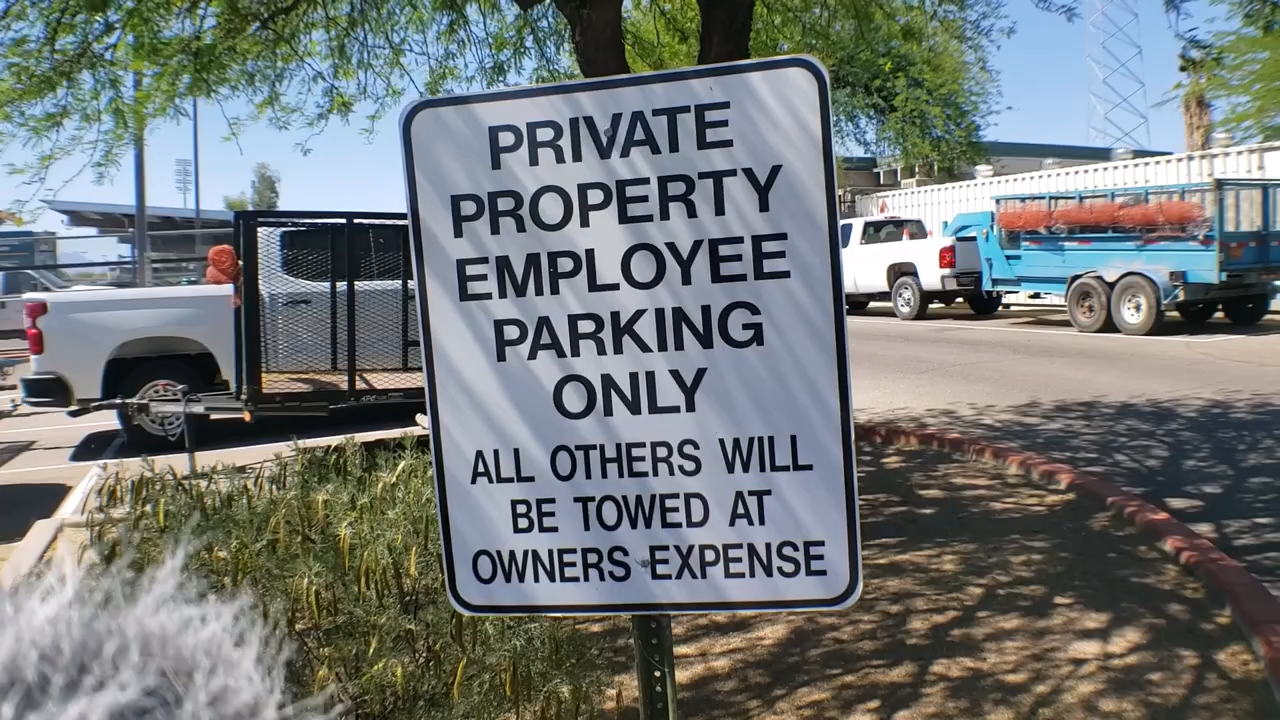 PRIVATE
PROPERTY
EMPLOYEE
PARKING
ONLY
ALL OTHERS WILL
BE TOWED AT
OWNERS EXPENSE